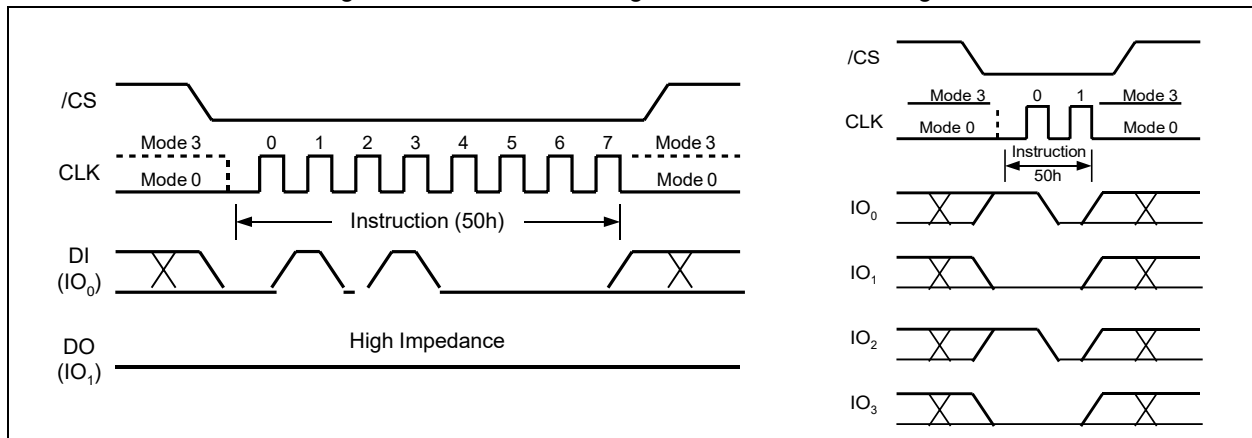 /CS
Mode 3 0 1 2 3 4 5 6 7 Mode 3
CLK
Mode 0 Mode 0
Instruction (50h)
DI
(IO₀)
DO
(IO₁)
High Impedance
/CS
Mode 3 0 1 Mode 3
CLK
Mode 0 Mode 0
Instruction
50h
IO₀
IO₁
IO₂
IO₃